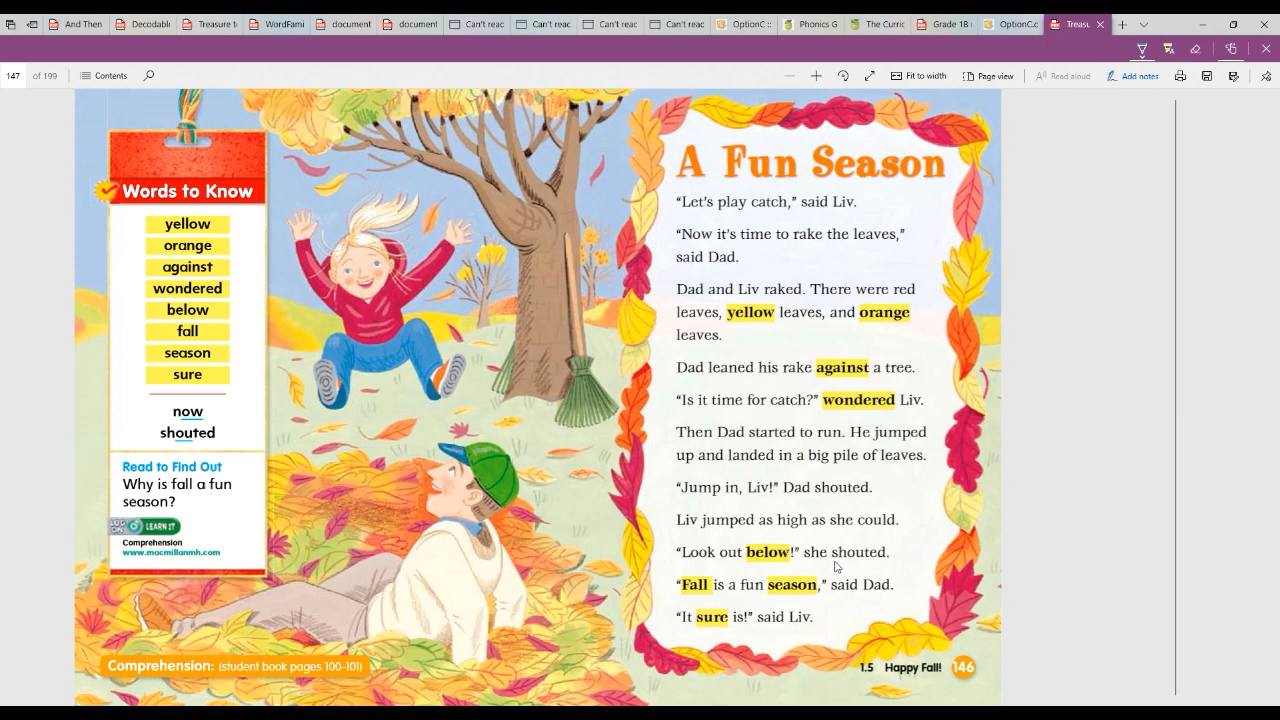 And Then
Decodabl
Treasure t
WordFami
document
document
Can't reac
Can't reac
Can't reac
Can't reac
OptionC ::
Phonics G
The Curric
Grade 1B |
OptionC.c
Treasu
147 of 199
Contents
Fit to width
Page view
Read aloud
Add notes
Words to Know
yellow
orange
against
wondered
below
fall
season
sure
now
shouted
Read to Find Out
Why is fall a fun
season?
LOG ON LEARN IT
Comprehension
www.macmillanmh.com
Comprehension: (student book pages 100-101)
A Fun Season
“Let's play catch,” said Liv.
“Now it's time to rake the leaves,”
said Dad.
Dad and Liv raked. There were red
leaves, yellow leaves, and orange
leaves.
Dad leaned his rake against a tree.
“Is it time for catch?” wondered Liv.
Then Dad started to run. He jumped
up and landed in a big pile of leaves.
“Jump in, Liv!” Dad shouted.
Liv jumped as high as she could.
“Look out below!” she shouted.
“Fall is a fun season,” said Dad.
“It sure is!” said Liv.
1.5 Happy Fall! 146